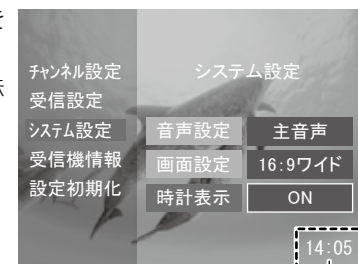 を
示
チャンネル設定
受信設定
システム設定
受信機情報
設定初期化
システム設定
音声設定 主音声
画面設定 16:9ワイド
時計表示 ON
14:05